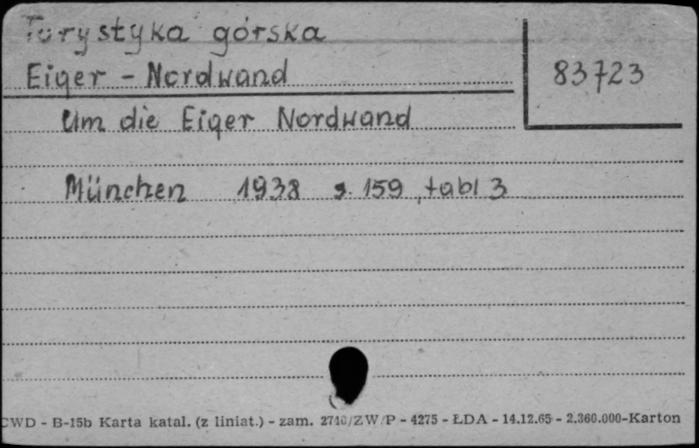 Turystyka górska
Eiger - Nordwand
83723
Um die Eiger Nordwand
München 1938 s. 159, tabl 3
CWD - B-15b Karta katal. (z liniat.) - zam. 2740/ZW/P - 4275 - ŁDA - 14.12.65 - 2.360.000-Karton